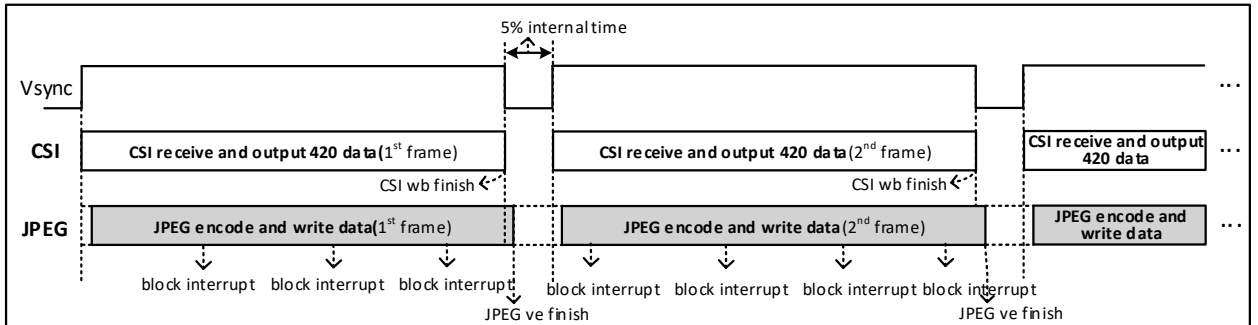 5% internal time
Vsync
...
CSI
CSI receive and output 420 data(1st frame)
CSI receive and output 420 data(2nd frame)
CSI receive and output
420 data
...
CSI wb finish
CSI wb finish
JPEG
JPEG encode and write data(1st frame)
JPEG encode and write data(2nd frame)
JPEG encode and
write data
...
block interrupt
block interrupt
block interrupt
block interrupt
block interrupt
block interrupt
block interrupt
JPEG ve finish
JPEG ve finish